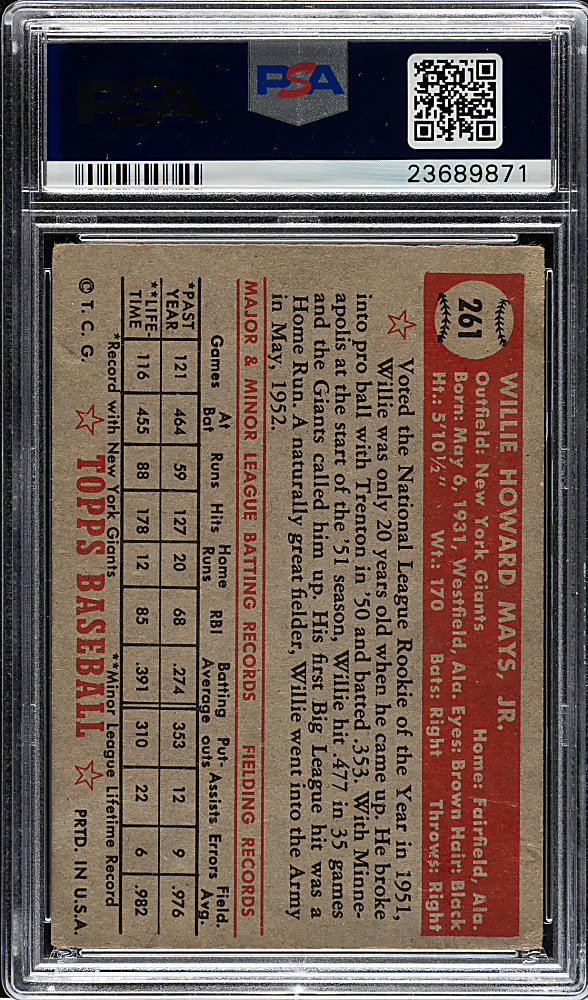 PSA
PSA
23689871
261
WILLIE HOWARD MAYS, JR.
Outfield: New York Giants Home: Fairfield, Ala.
Born: May 6, 1931, Westfield, Ala. Eyes: Brown Hair: Black
Ht.: 5'10½" Wt.: 170 Bats: Right Throws: Right
Voted the National League Rookie of the Year in 1951,
Willie was only 20 years old when he came up. He broke
into pro ball with Trenton in '50 and batted .353. With Minne-
apolis at the start of the '51 season, Willie hit .477 in 35 games
and the Giants called him up. His first Big League hit was a
Home Run. A naturally great fielder, Willie went into the Army
in May, 1952.
MAJOR & MINOR LEAGUE BATTING RECORDS FIELDING RECORDS
Games At Bat Runs Hits Home Runs RBI Batting Average Put-outs Assists Errors Field. Avg.
*PAST YEAR 121 464 59 127 20 68 .274 353 12 9 .976
**LIFE-TIME 116 455 88 178 12 85 .391 310 22 6 .982
*Record with New York Giants **Minor League Lifetime Record
© T. C. G. TOPPS BASEBALL PRTD. IN U.S.A.